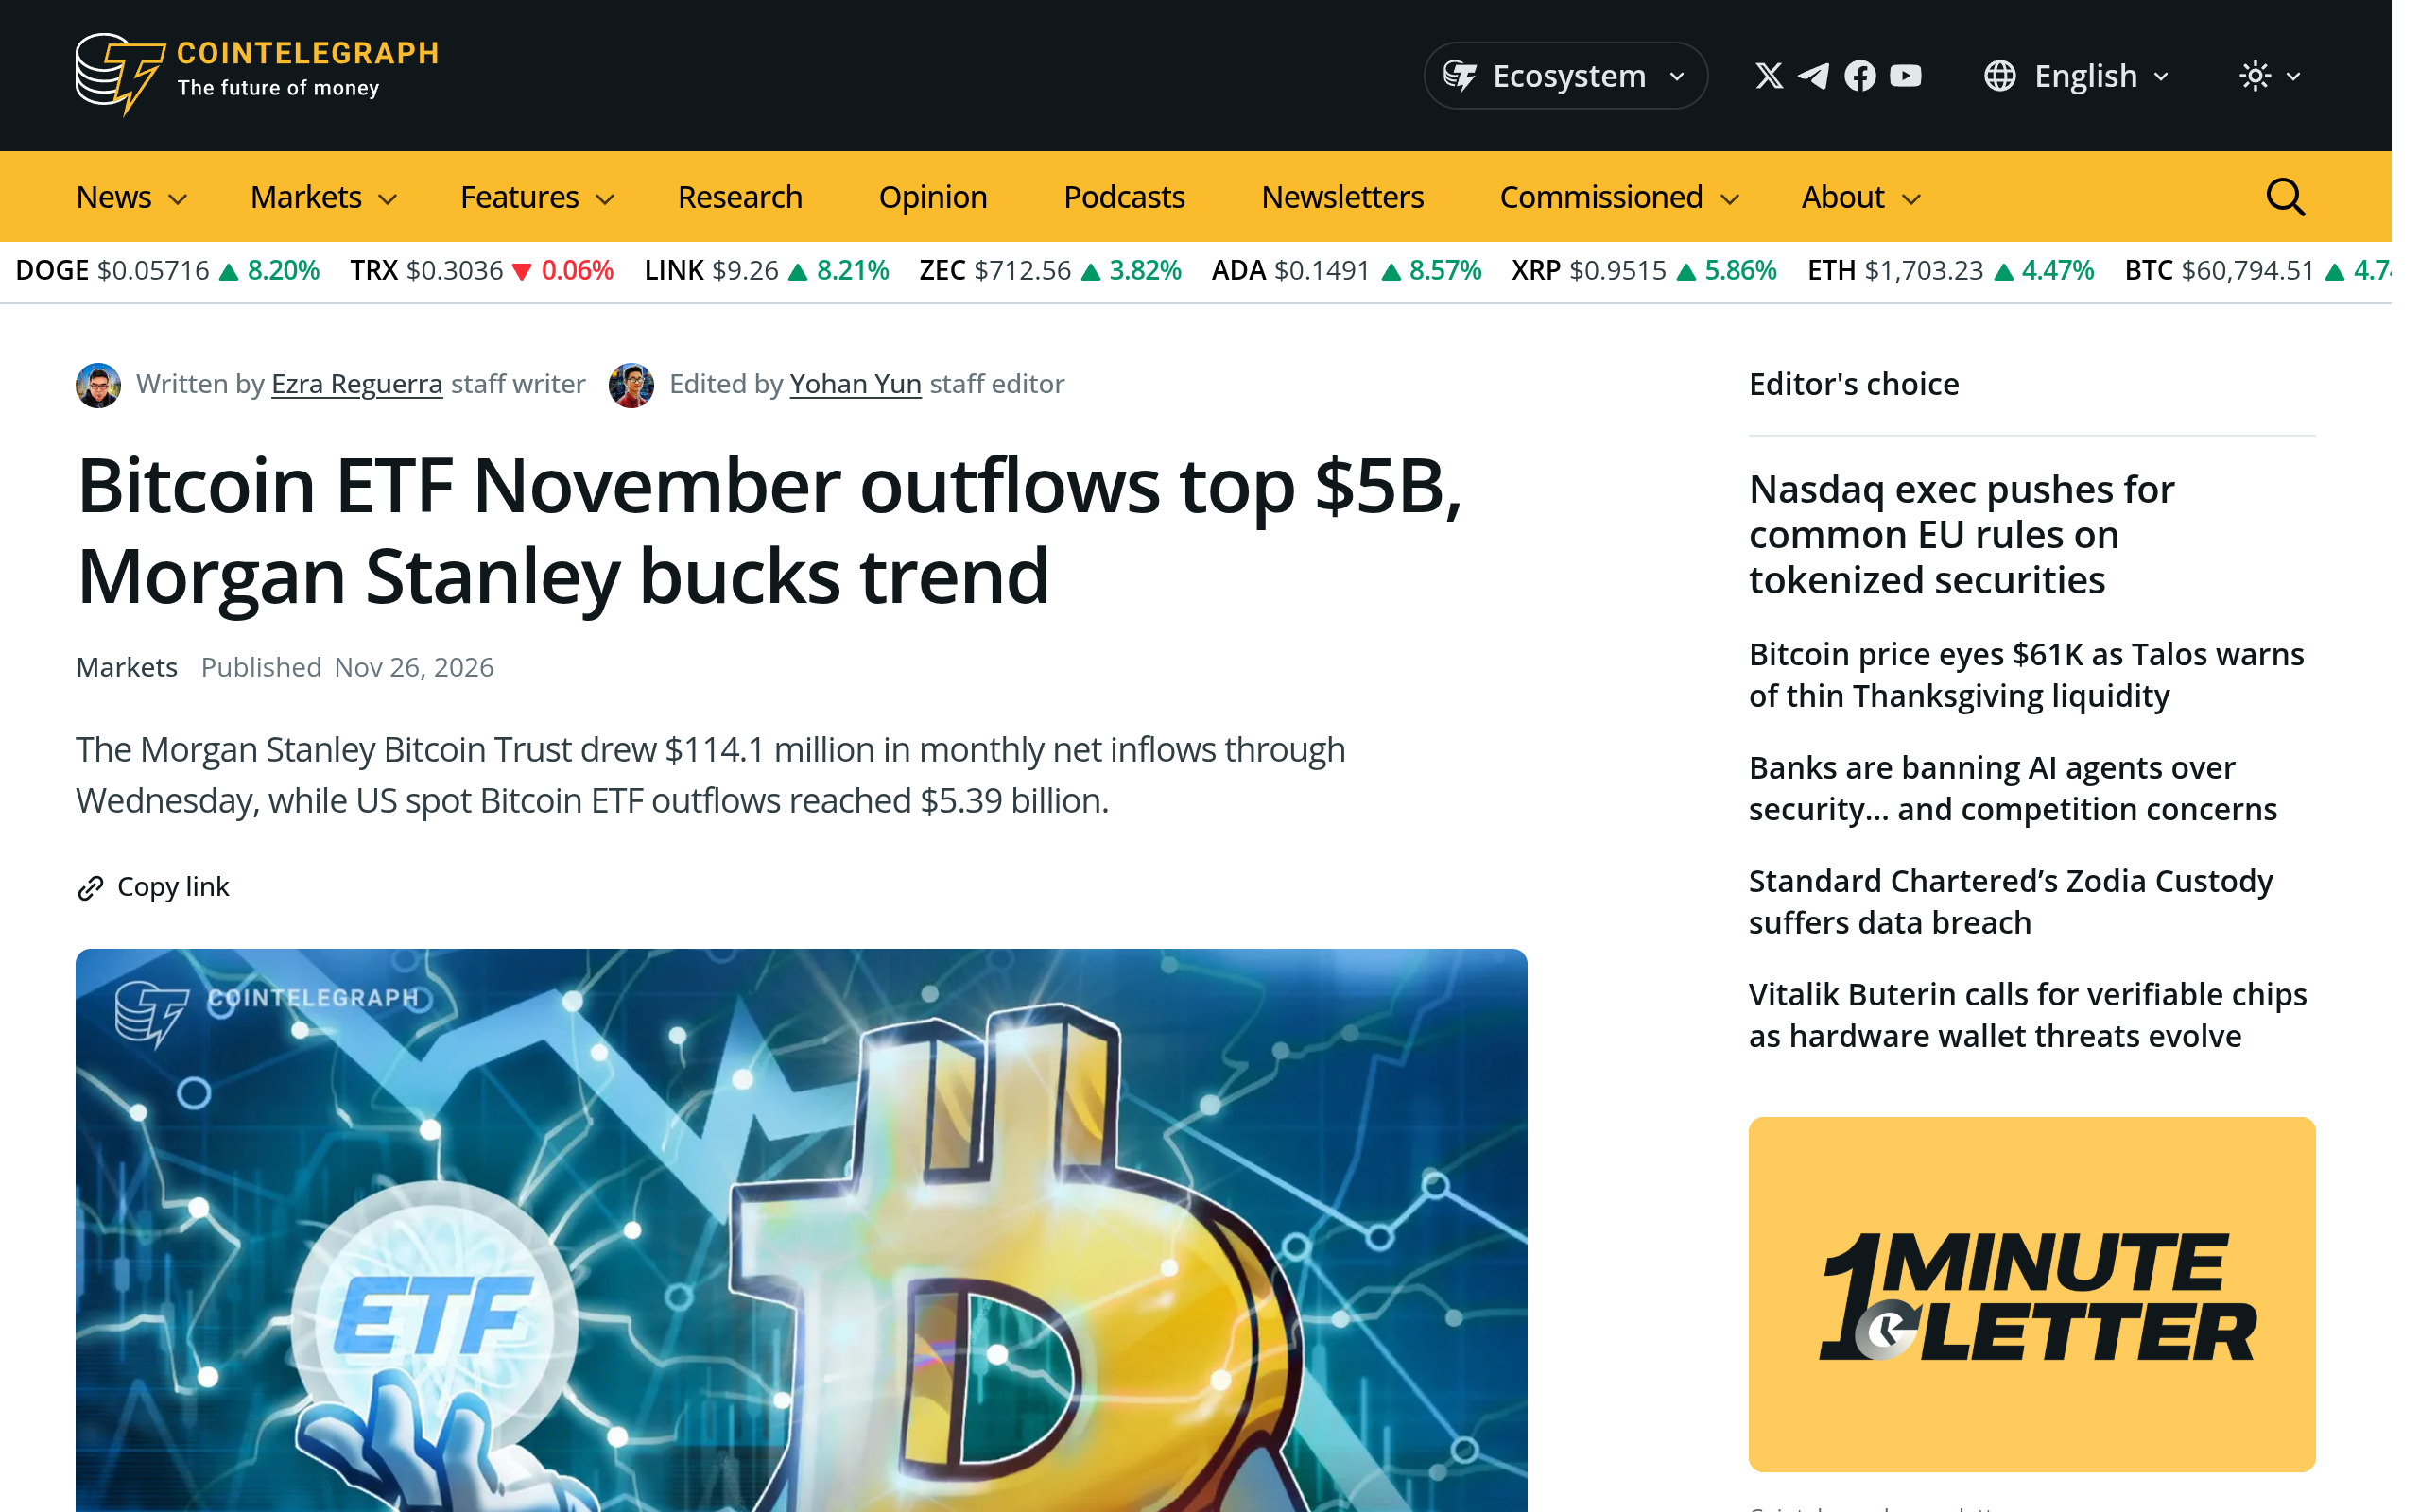 COINTELEGRAPH
The future of money
Ecosystem
English
News
Markets
Features
Research
Opinion
Podcasts
Newsletters
Commissioned
About
DOGE $0.05716 ▲ 8.20% TRX $0.3036 ▼ 0.06% LINK $9.26 ▲ 8.21% ZEC $712.56 ▲ 3.82% ADA $0.1491 ▲ 8.57% XRP $0.9515 ▲ 5.86% ETH $1,703.23 ▲ 4.47% BTC $60,794.51 ▲
Written by Ezra Reguerra staff writer Edited by Yohan Yun staff editor
Bitcoin ETF November outflows top $5B,
Morgan Stanley bucks trend
Markets Published Nov 26, 2026
The Morgan Stanley Bitcoin Trust drew $114.1 million in monthly net inflows through
Wednesday, while US spot Bitcoin ETF outflows reached $5.39 billion.
Copy link
COINTELEGRAPH
ETF
Editor's choice
Nasdaq exec pushes for
common EU rules on
tokenized securities
Bitcoin price eyes $61K as Talos warns
of thin Thanksgiving liquidity
Banks are banning AI agents over
security... and competition concerns
Standard Chartered’s Zodia Custody
suffers data breach
Vitalik Buterin calls for verifiable chips
as hardware wallet threats evolve
1 MINUTE
LETTER